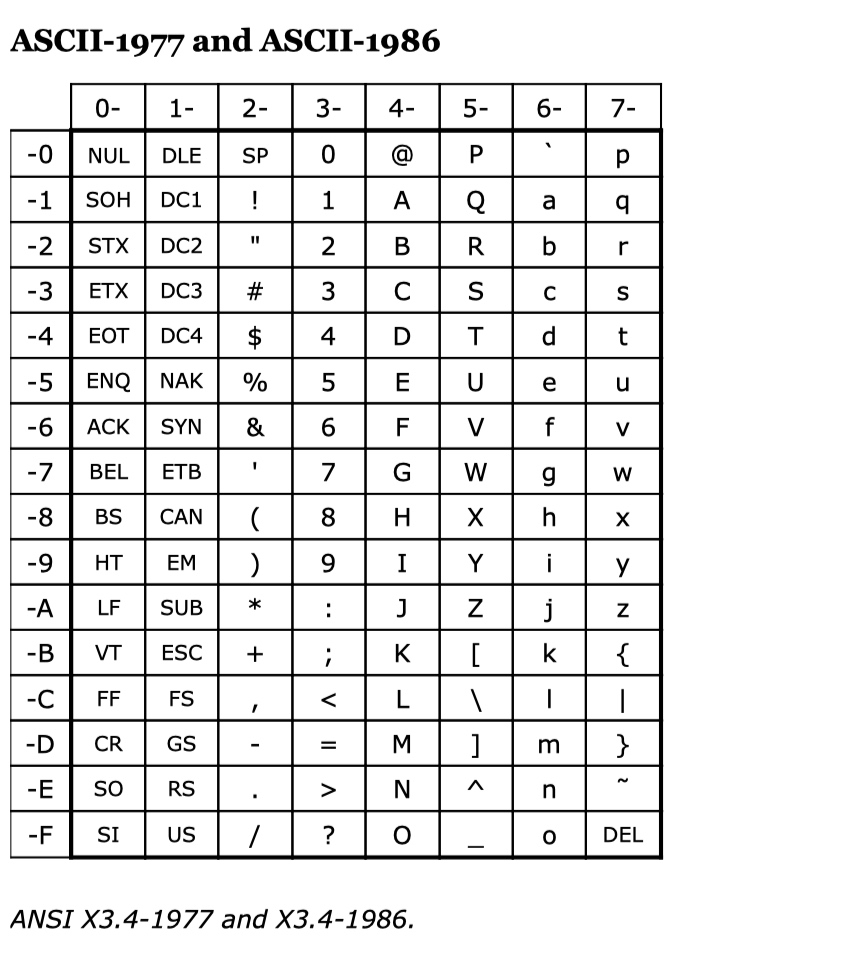 ASCII-1977 and ASCII-1986
0- 1- 2- 3- 4- 5- 6- 7-
-0 NUL DLE SP 0 @ P ` p
-1 SOH DC1 ! 1 A Q a q
-2 STX DC2 " 2 B R b r
-3 ETX DC3 # 3 C S c s
-4 EOT DC4 $ 4 D T d t
-5 ENQ NAK % 5 E U e u
-6 ACK SYN & 6 F V f v
-7 BEL ETB ' 7 G W g w
-8 BS CAN ( 8 H X h x
-9 HT EM ) 9 I Y i y
-A LF SUB * : J Z j z
-B VT ESC + ; K [ k {
-C FF FS , < L \ l |
-D CR GS - = M ] m }
-E SO RS . > N ^ n ~
-F SI US / ? O _ o DEL
ANSI X3.4-1977 and X3.4-1986.